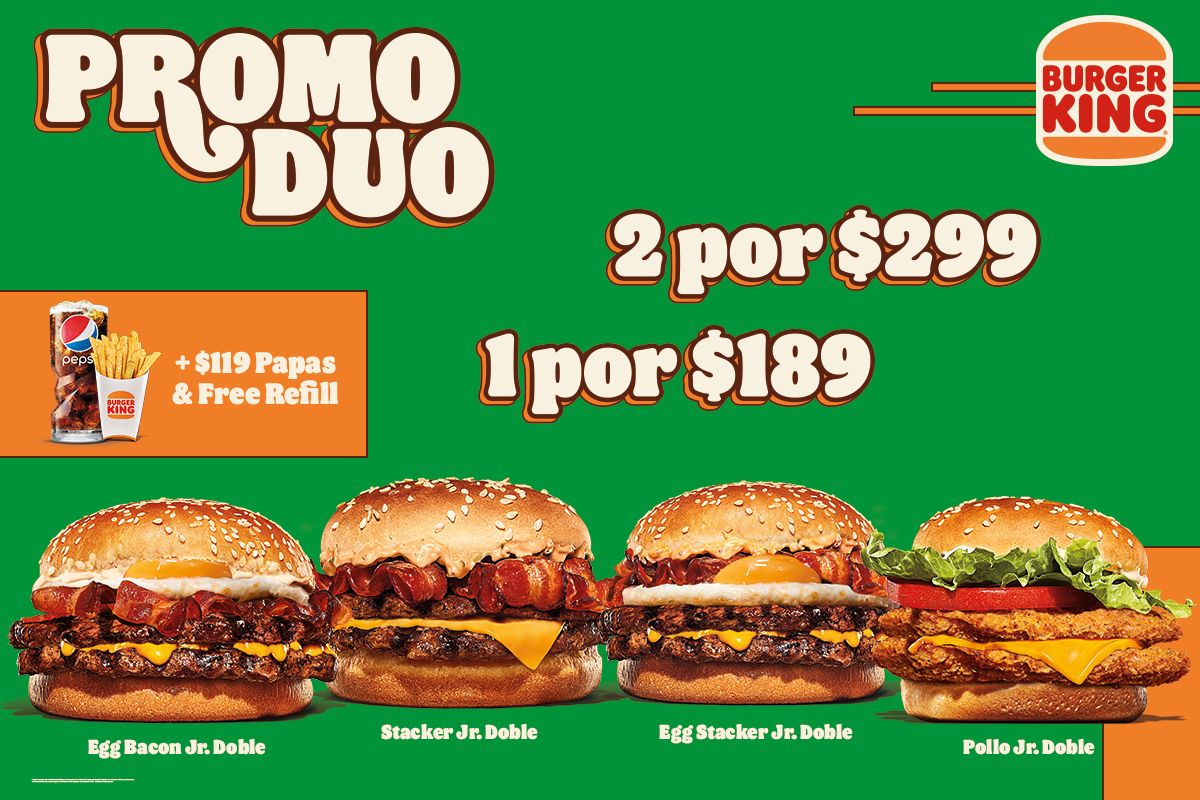 PROMO
DUO
BURGER
KING
®
2 por $299
1 por $189
pepsi
BURGER
KING
+ $119 Papas
& Free Refill
Egg Bacon Jr. Doble
Stacker Jr. Doble
Egg Stacker Jr. Doble
Pollo Jr. Doble